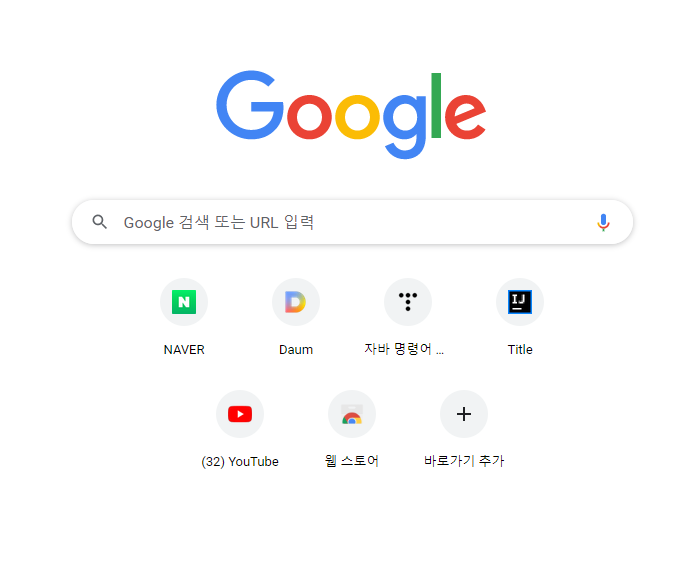 Google
Google 검색 또는 URL 입력
NAVER
Daum
자바 명령어 ...
Title
(32) YouTube
웹 스토어
바로가기 추가